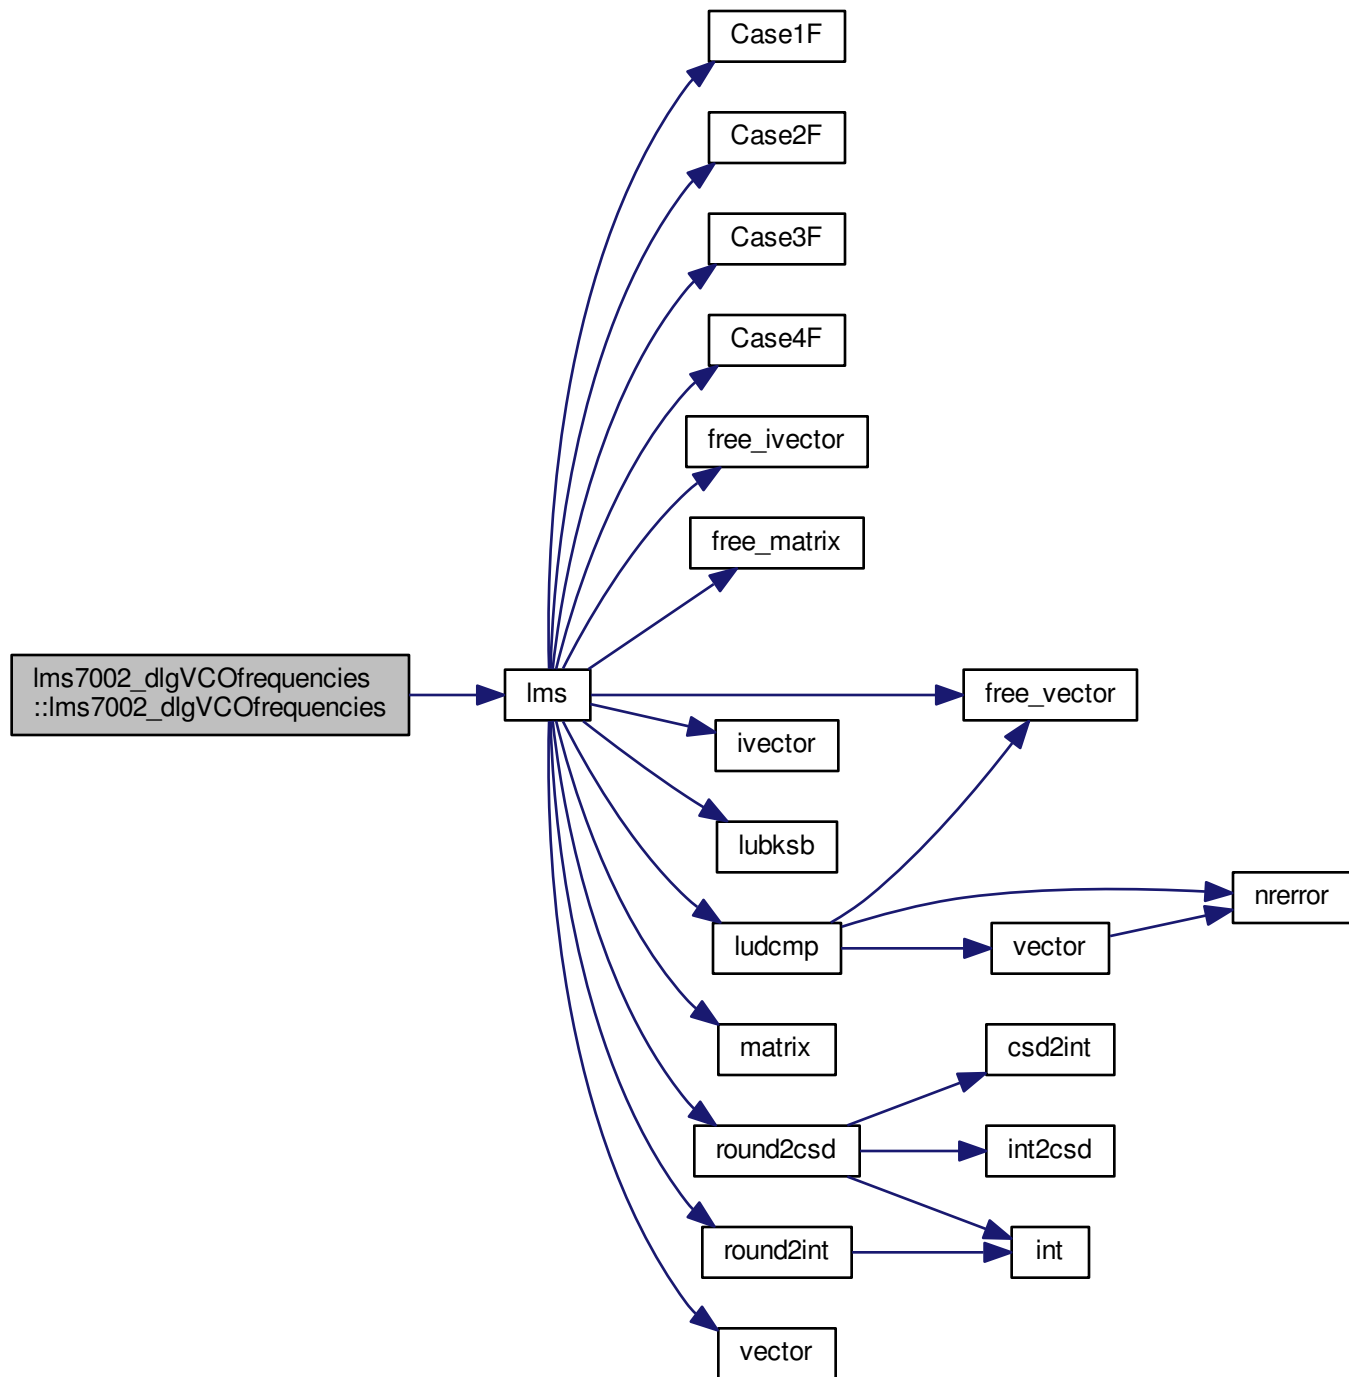 Case1F
Case2F
Case3F
Case4F
free_ivector
free_matrix
lms7002_dlgVCOfrequencies
::lms7002_dlgVCOfrequencies
lms
free_vector
ivector
lubksb
nrerror
ludcmp
vector
matrix
csd2int
round2csd
int2csd
round2int
int
vector